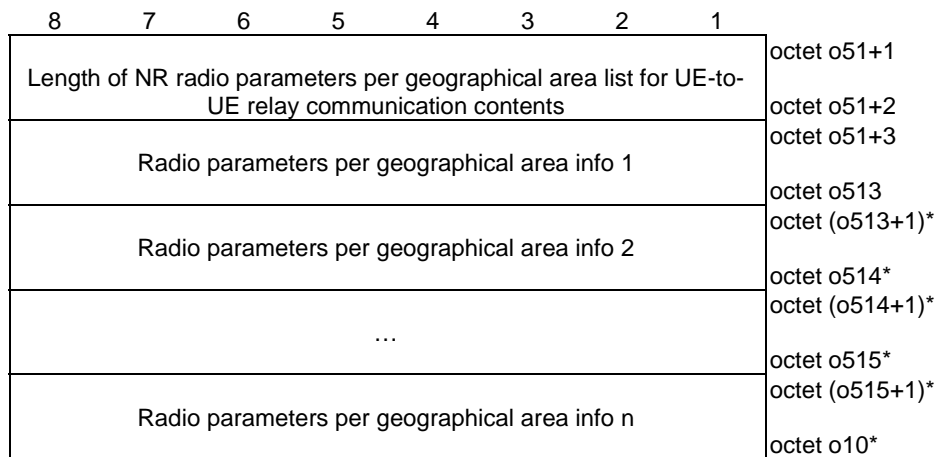 8 7 6 5 4 3 2 1
octet o51+1
Length of NR radio parameters per geographical area list for UE-to-
UE relay communication contents
octet o51+2
octet o51+3
Radio parameters per geographical area info 1
octet o513
octet (o513+1)*
Radio parameters per geographical area info 2
octet o514*
octet (o514+1)*
…
octet o515*
octet (o515+1)*
Radio parameters per geographical area info n
octet o10*